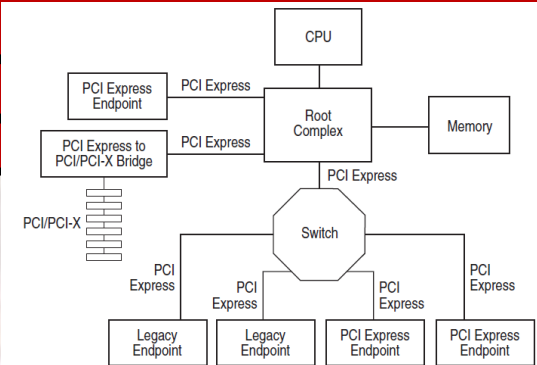 CPU
PCI Express
Endpoint
PCI Express
Root
Complex
Memory
PCI Express to
PCI/PCI-X Bridge
PCI Express
PCI Express
PCI/PCI-X
Switch
PCI
Express
PCI
Express
PCI
Express
PCI
Express
Legacy
Endpoint
Legacy
Endpoint
PCI Express
Endpoint
PCI Express
Endpoint